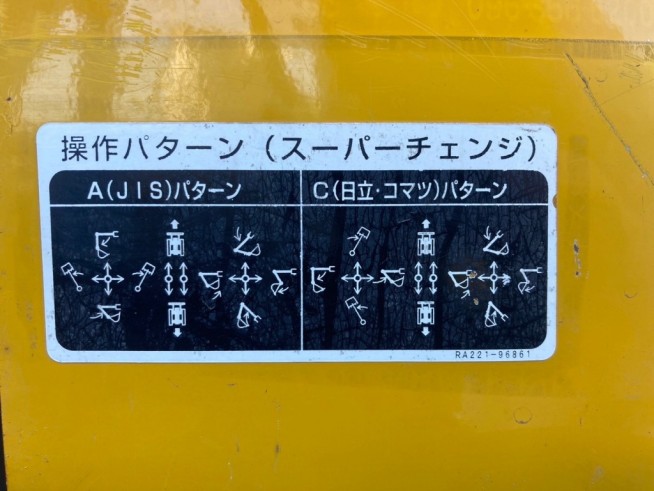 操作パターン（スーパーチェンジ）
A(JIS)パターン
C(日立・コマツ)パターン
RA221-96861